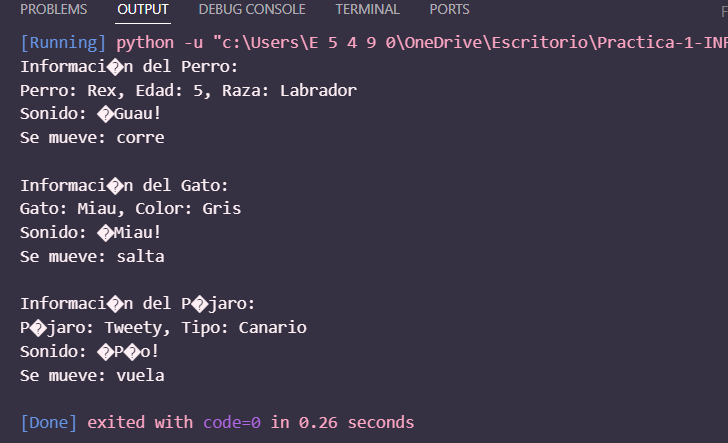 PROBLEMS OUTPUT DEBUG CONSOLE TERMINAL PORTS
[Running] python -u "c:\Users\E 5 4 9 0\OneDrive\Escritorio\Practica-1-INF
Informaci�n del Perro:
Perro: Rex, Edad: 5, Raza: Labrador
Sonido: �Guau!
Se mueve: corre
Informaci�n del Gato:
Gato: Miau, Color: Gris
Sonido: �Miau!
Se mueve: salta
Informaci�n del P�jaro:
P�jaro: Tweety, Tipo: Canario
Sonido: �P�o!
Se mueve: vuela
[Done] exited with code=0 in 0.26 seconds